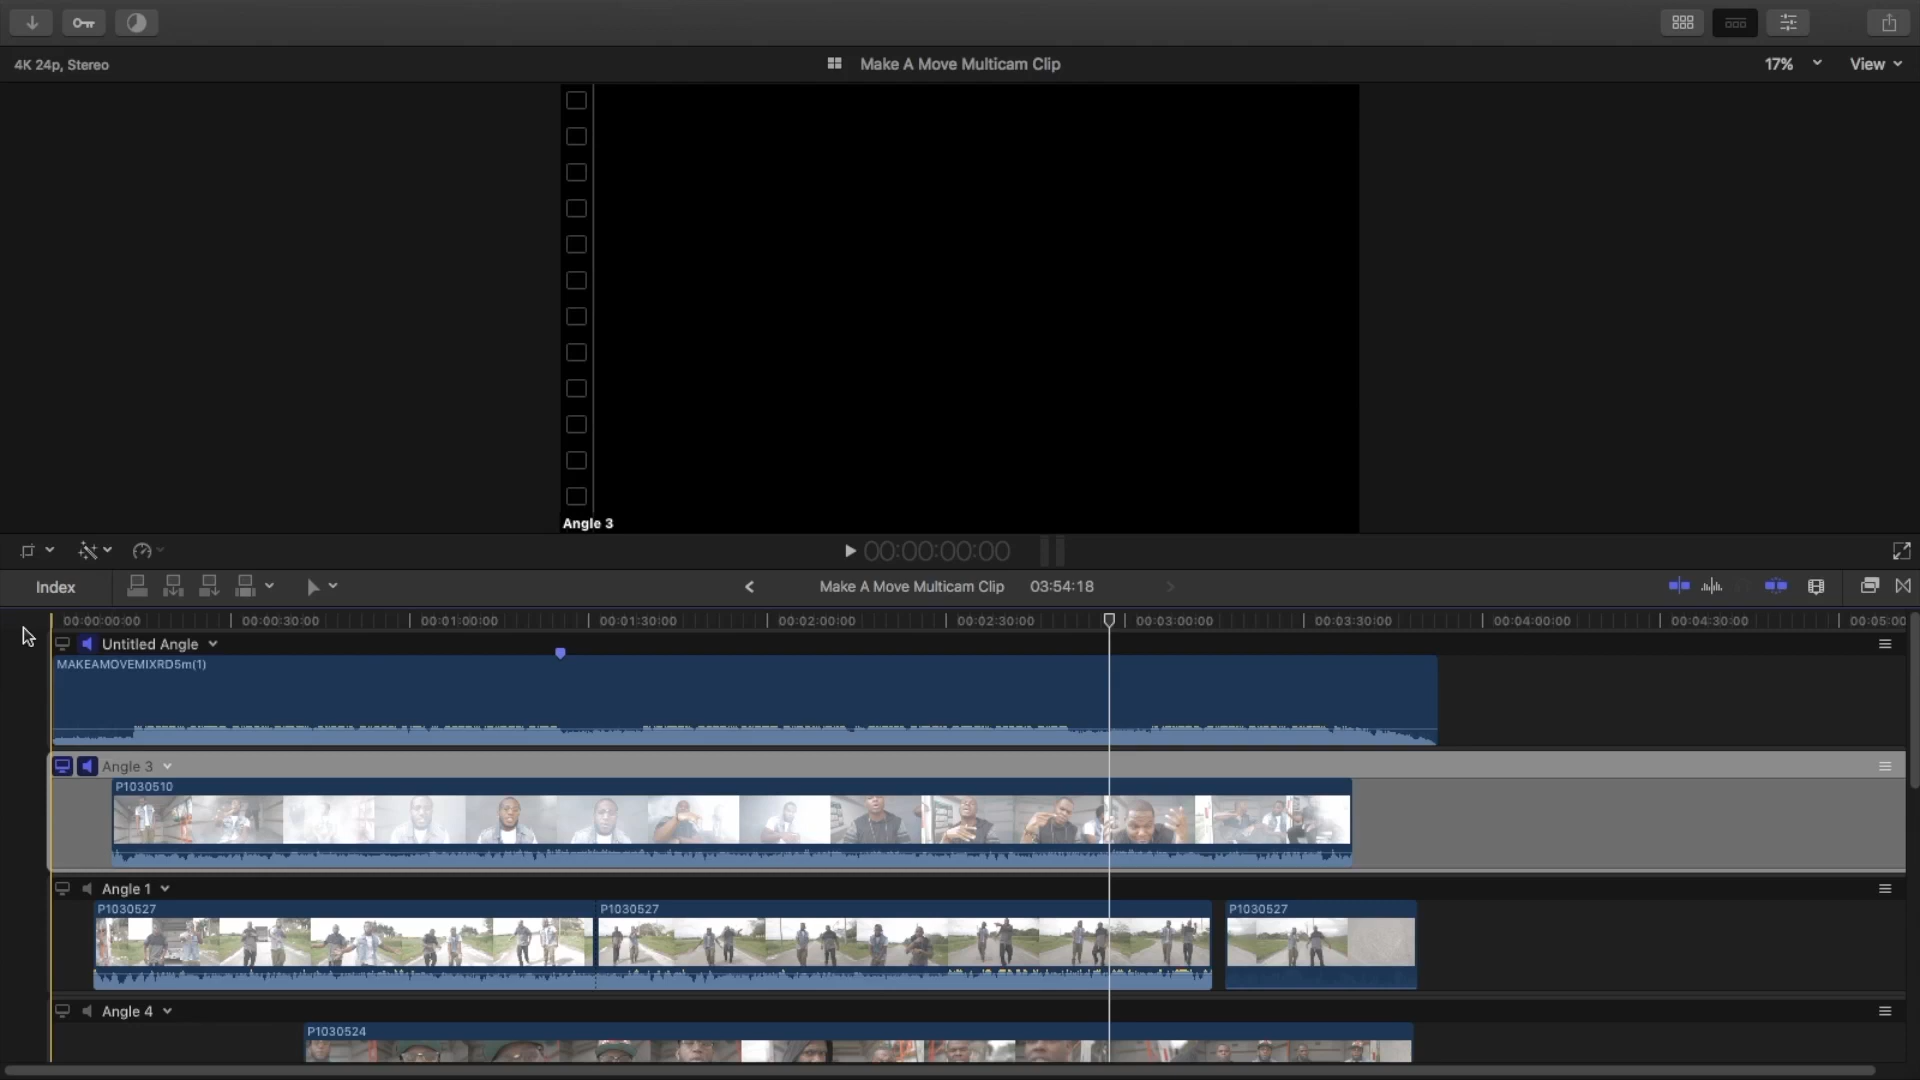 4K 24p, Stereo
Make A Move Multicam Clip
17%
View
Angle 3
00:00:00:00
Index
Make A Move Multicam Clip
03:54:18
00:00:00:00
00:00:30:00
00:01:00:00
00:01:30:00
00:02:00:00
00:02:30:00
00:03:00:00
00:03:30:00
00:04:00:00
00:04:30:00
00:05:00
Untitled Angle
MAKEAMOVEMIXRD5m(1)
Angle 3
P1030510
Angle 1
P1030527
P1030527
P1030527
Angle 4
P1030524